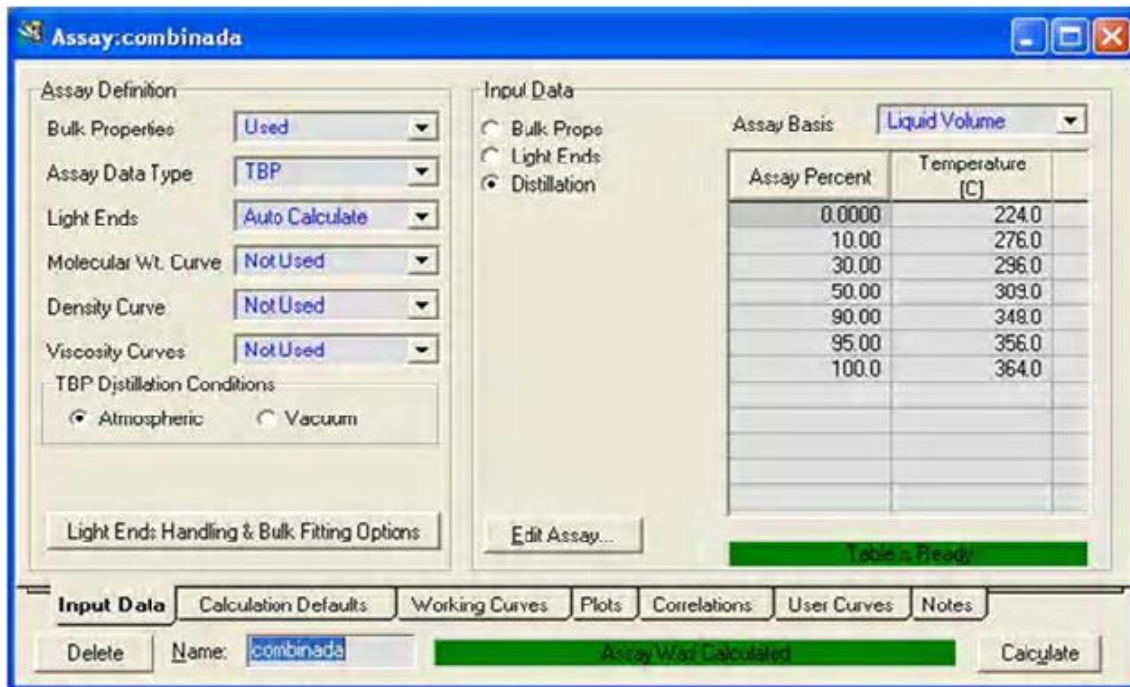 Assay:combinada
Assay Definition
Bulk Properties Used
Assay Data Type TBP
Light Ends Auto Calculate
Molecular Wt. Curve Not Used
Density Curve Not Used
Viscosity Curves Not Used
TBP Distillation Conditions
Atmospheric Vacuum
Light Ends Handling & Bulk Fitting Options
Input Data
Bulk Props
Light Ends
Distillation
Edit Assay...
Assay Basis Liquid Volume
Assay Percent Temperature [C]
0.0000 224.0
10.00 276.0
30.00 296.0
50.00 309.0
90.00 348.0
95.00 356.0
100.0 364.0
Table is Ready
Input Data Calculation Defaults Working Curves Plots Correlations User Curves Notes
Delete Name: combinada Assay Was Calculated Calculate